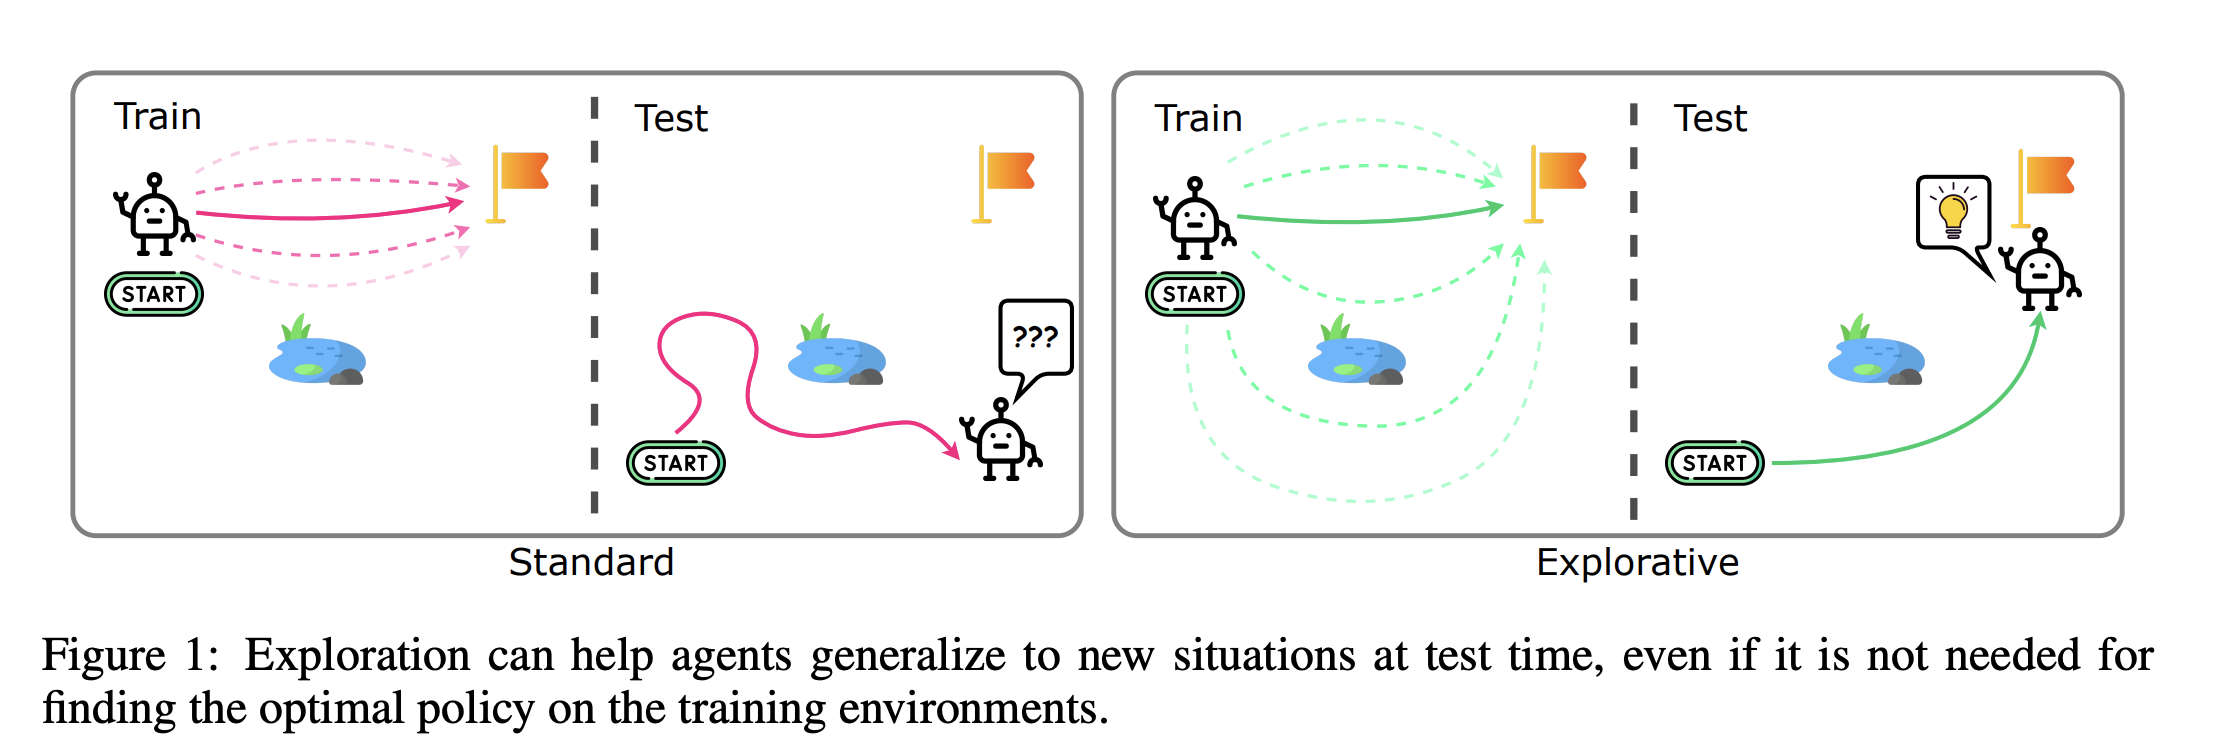 Train
START
Test
START
???
Standard
Train
START
Test
START
Explorative
Figure 1: Exploration can help agents generalize to new situations at test time, even if it is not needed for
finding the optimal policy on the training environments.